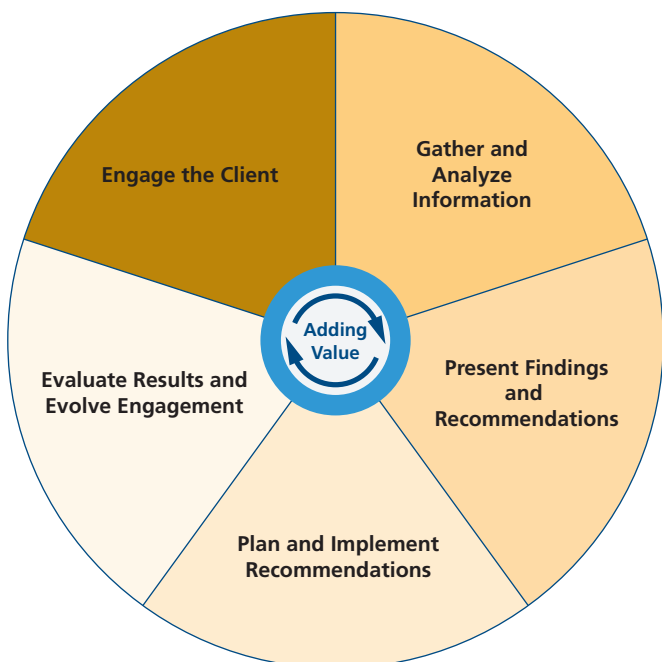 Engage the Client
Gather and
Analyze
Information
Present Findings
and
Recommendations
Plan and Implement
Recommendations
Evaluate Results and
Evolve Engagement
Adding
Value